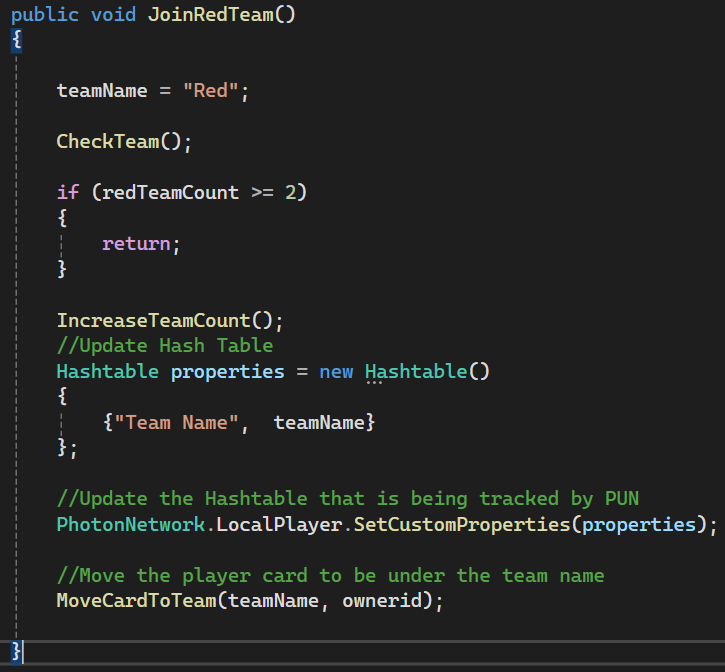 public void JoinRedTeam()
{
teamName = "Red";
CheckTeam();
if (redTeamCount >= 2)
{
return;
}
IncreaseTeamCount();
//Update Hash Table
Hashtable properties = new Hashtable()
{
{"Team Name",  teamName}
};
//Update the Hashtable that is being tracked by PUN
PhotonNetwork.LocalPlayer.SetCustomProperties(properties);
//Move the player card to be under the team name
MoveCardToTeam(teamName, ownerid);
}